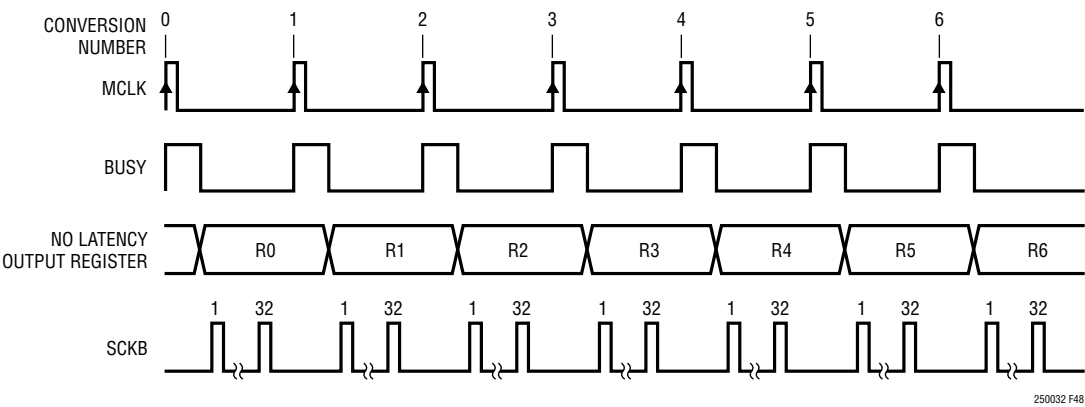 CONVERSION
NUMBER
0 1 2 3 4 5 6
MCLK
BUSY
NO LATENCY
OUTPUT REGISTER
R0 R1 R2 R3 R4 R5 R6
1 32 1 32 1 32 1 32 1 32 1 32 1 32
SCKB
250032 F48